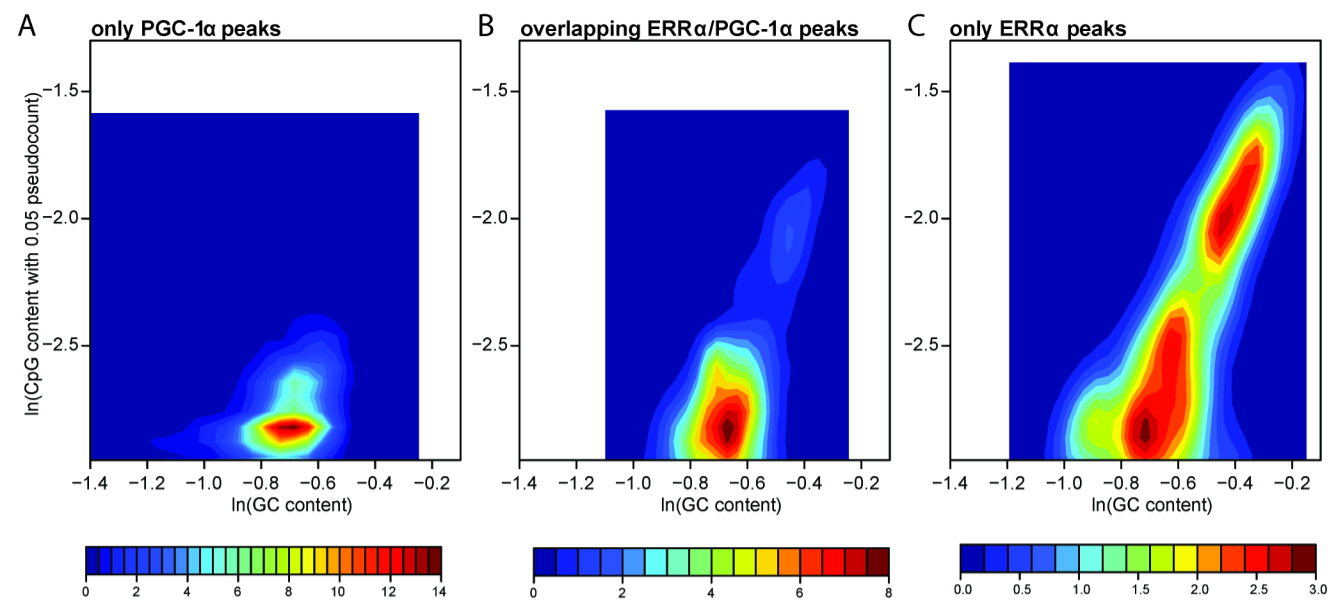 A only PGC-1α peaks
B overlapping ERRα/PGC-1α peaks
C only ERRα peaks
ln(CpG content with 0.05 pseudocount)
−1.5
−2.0
−2.5
−1.5
−2.0
−2.5
−1.5
−2.0
−2.5
−1.4 −1.2 −1.0 −0.8 −0.6 −0.4 −0.2
−1.4 −1.2 −1.0 −0.8 −0.6 −0.4 −0.2
−1.4 −1.2 −1.0 −0.8 −0.6 −0.4 −0.2
ln(GC content)
ln(GC content)
ln(GC content)
0 2 4 6 8 10 12 14
0 2 4 6 8
0.0 0.5 1.0 1.5 2.0 2.5 3.0